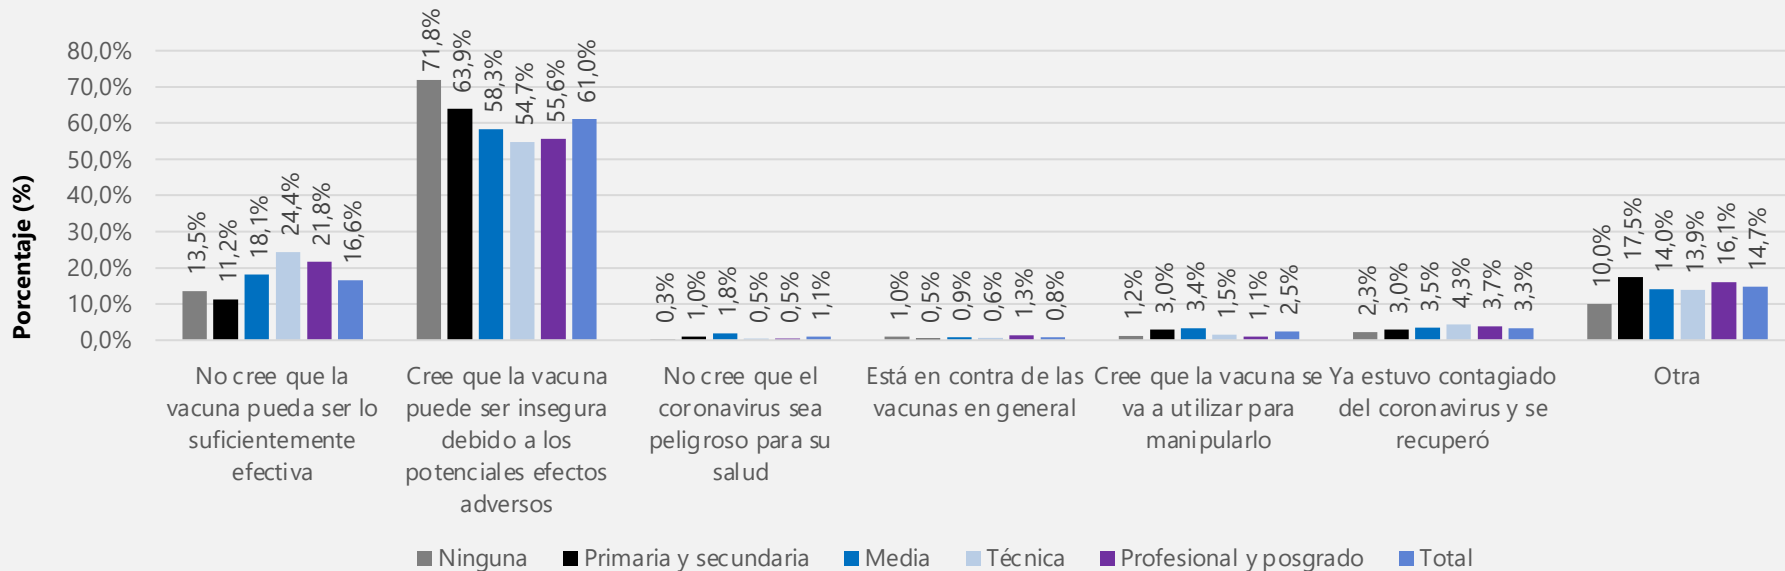 Porcentaje (%)
80,0%
70,0%
60,0%
50,0%
40,0%
30,0%
20,0%
10,0%
0,0%
13,5%
11,2%
18,1%
24,4%
21,8%
16,6%
71,8%
63,9%
58,3%
54,7%
55,6%
61,0%
0,3%
1,0%
1,8%
0,5%
0,5%
1,1%
1,0%
0,5%
0,9%
0,6%
1,3%
0,8%
1,2%
3,0%
3,4%
1,5%
1,1%
2,5%
2,3%
3,0%
3,5%
4,3%
3,7%
3,3%
10,0%
17,5%
14,0%
13,9%
16,1%
14,7%
No cree que la
vacuna pueda ser lo
suficientemente
efectiva
Cree que la vacuna
puede ser insegura
debido a los
potenciales efectos
adversos
No cree que el
coronavirus sea
peligroso para su
salud
Está en contra de las
vacunas en general
Cree que la vacuna se
va a utilizar para
manipularlo
Ya estuvo contagiado
del coronavirus y se
recuperó
Otra
Ninguna
Primaria y secundaria
Media
Técnica
Profesional y posgrado
Total